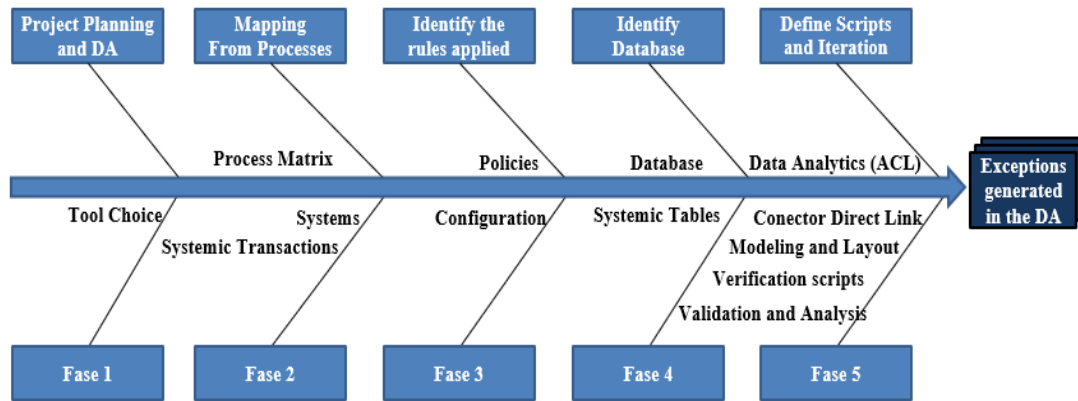 Project Planning
and DA
Mapping
From Processes
Identify the
rules applied
Identify
Database
Define Scripts
and Iteration
Process Matrix
Policies
Database
Data Analytics (ACL)
Exceptions
generated
in the DA
Tool Choice
Systems
Systemic Transactions
Configuration
Systemic Tables
Conector Direct Link
Modeling and Layout
Verification scripts
Validation and Analysis
Fase 1
Fase 2
Fase 3
Fase 4
Fase 5